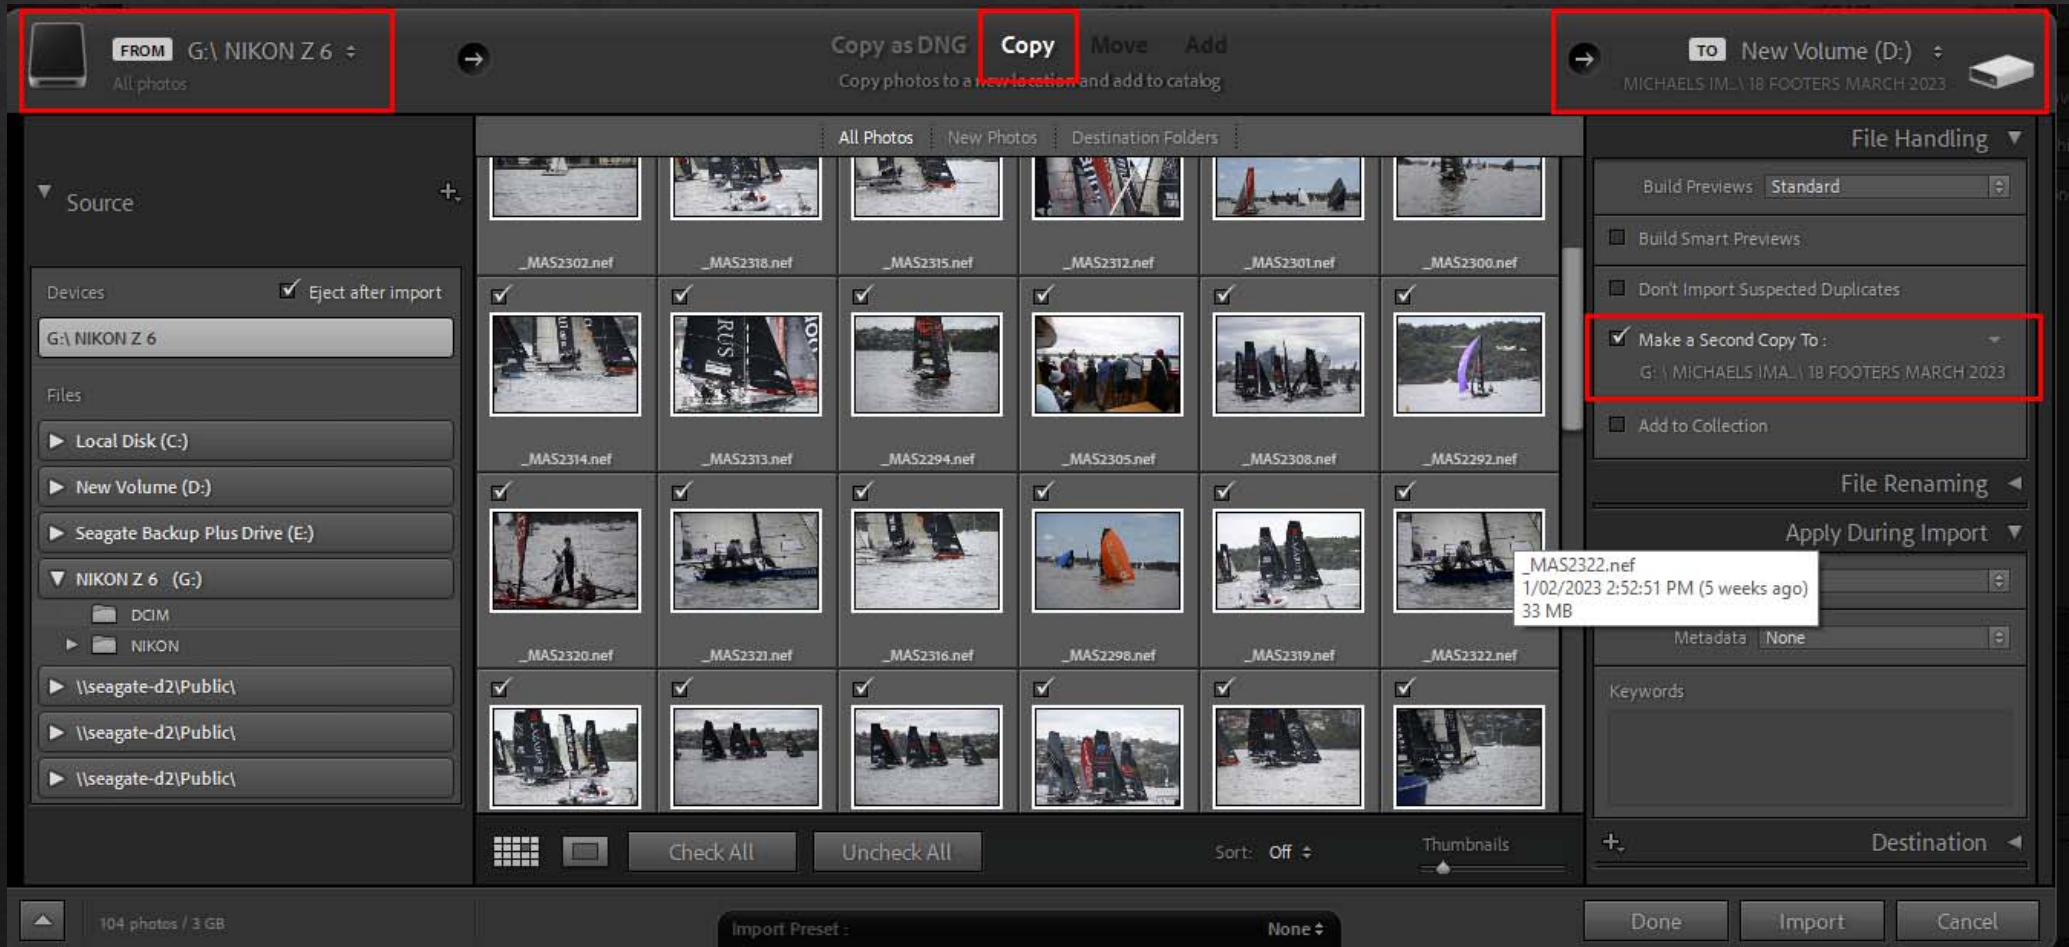 FROM G:\ NIKON Z 6
All photos
Copy as DNG Copy Move Add
Copy photos to a new location and add to catalog
TO New Volume (D:)
MICHAELS IM...\ 18 FOOTERS MARCH 2023
Source
Devices Eject after import
G:\ NIKON Z 6
Files
Local Disk (C:)
New Volume (D:)
Seagate Backup Plus Drive (E:)
NIKON Z 6 (G:)
DCIM
NIKON
\\seagate-d2\Public\
\\seagate-d2\Public\
\\seagate-d2\Public\
All Photos New Photos Destination Folders
_MAS2302.nef _MAS2318.nef _MAS2315.nef _MAS2312.nef _MAS2301.nef _MAS2300.nef
_MAS2314.nef _MAS2313.nef _MAS2294.nef _MAS2305.nef _MAS2308.nef _MAS2292.nef
_MAS2320.nef _MAS2321.nef _MAS2316.nef _MAS2298.nef _MAS2319.nef _MAS2322.nef
Check All Uncheck All Sort: Off Thumbnails
File Handling
Build Previews Standard
Build Smart Previews
Don't Import Suspected Duplicates
Make a Second Copy To :
G: \ MICHAELS IMA...\ 18 FOOTERS MARCH 2023
Add to Collection
File Renaming
Apply During Import
_MAS2322.nef
1/02/2023 2:52:51 PM (5 weeks ago)
33 MB
Metadata None
Keywords
Destination
104 photos / 3 GB
Import Preset : None
Done Import Cancel